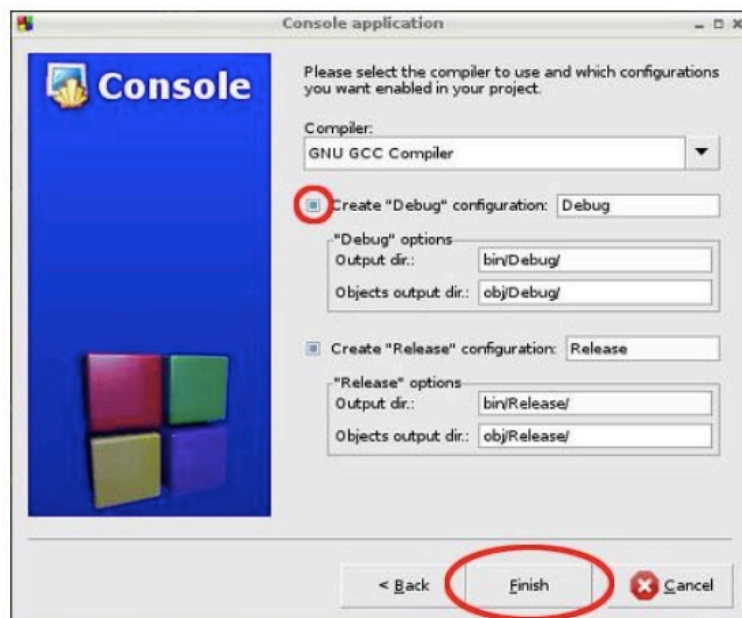 Console application
Console
Please select the compiler to use and which configurations
you want enabled in your project.
Compiler:
GNU GCC Compiler
Create "Debug" configuration: Debug
"Debug" options
Output dir.: bin/Debug/
Objects output dir.: obj/Debug/
Create "Release" configuration: Release
"Release" options
Output dir.: bin/Release/
Objects output dir.: obj/Release/
< Back
Finish
Cancel